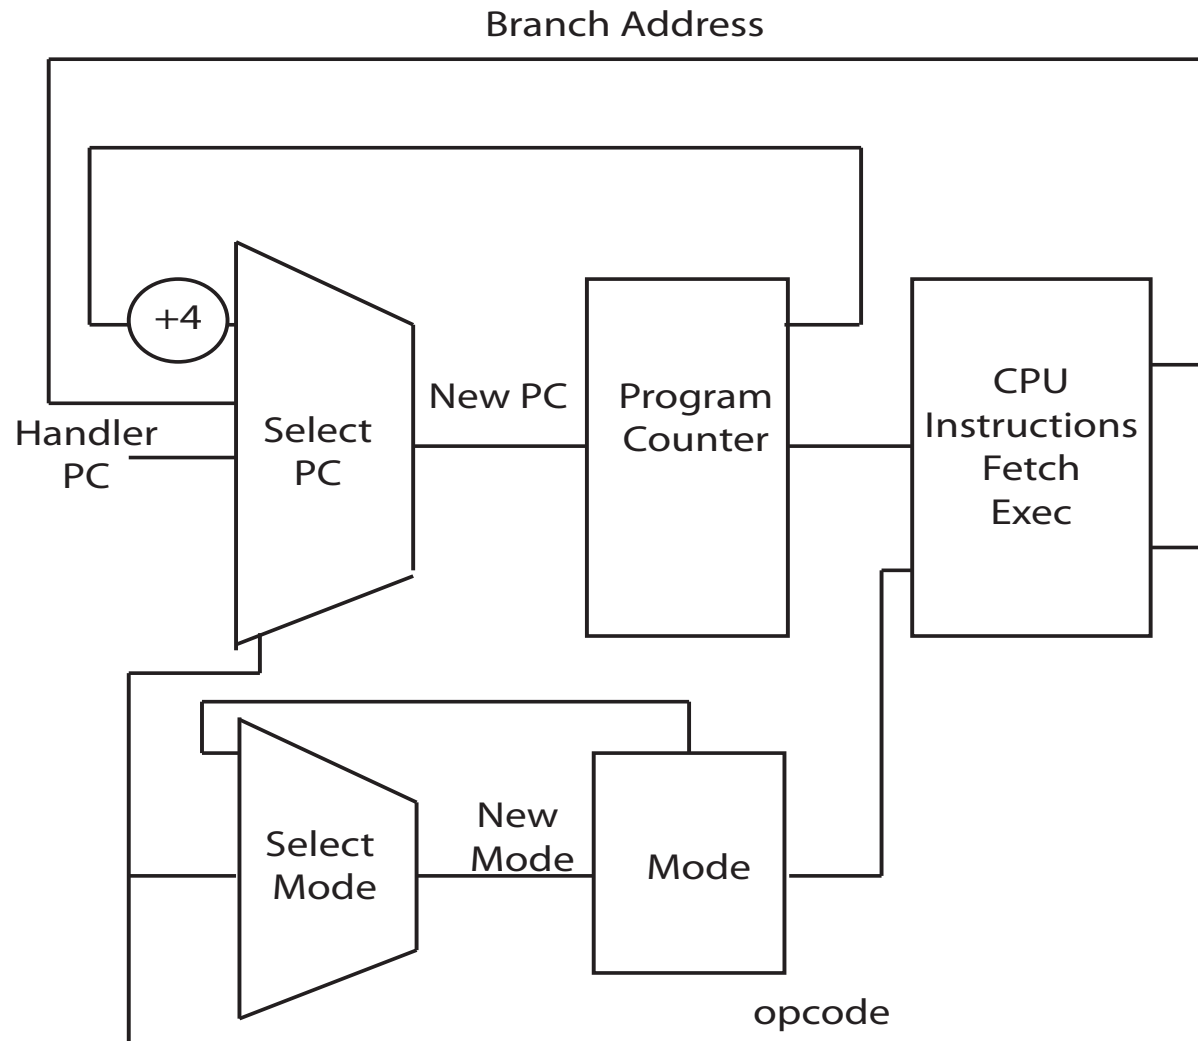 Branch Address
+4
Handler
PC
Select
PC
New PC
Program
Counter
CPU
Instructions
Fetch
Exec
Select
Mode
New
Mode
Mode
opcode